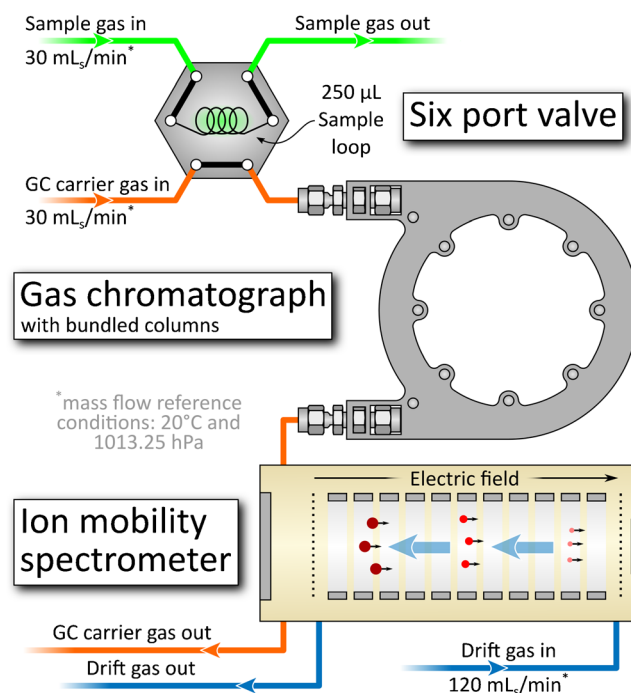 Sample gas in
30 mLs/min*
Sample gas out
250 µL
Sample
loop
Six port valve
GC carrier gas in
30 mLs/min*
Gas chromatograph
with bundled columns
*mass flow reference
conditions: 20°C and
1013.25 hPa
Electric field
Ion mobility
spectrometer
GC carrier gas out
Drift gas out
Drift gas in
120 mLs/min*